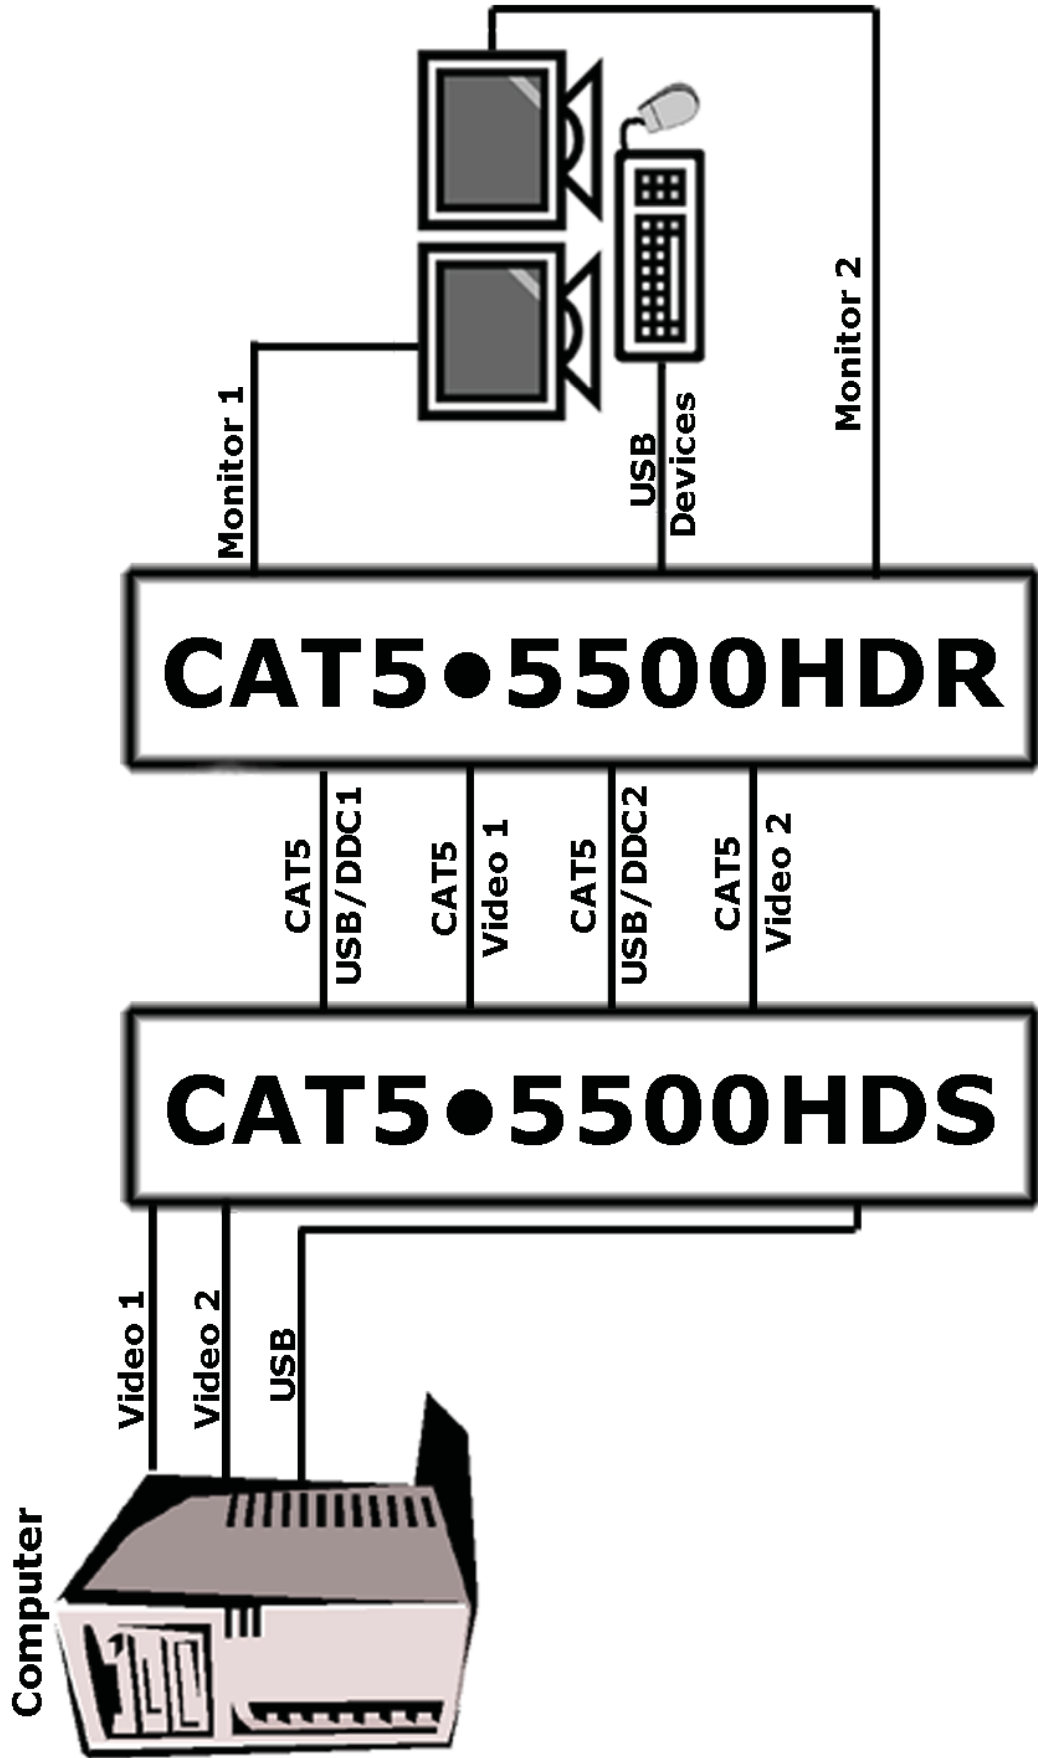 Monitor 1
USB
Devices
Monitor 2
CAT5•5500HDR
CAT5
USB/DDC1
CAT5
Video 1
CAT5
USB/DDC2
CAT5
Video 2
CAT5•5500HDS
Video 1
Video 2
USB
Computer